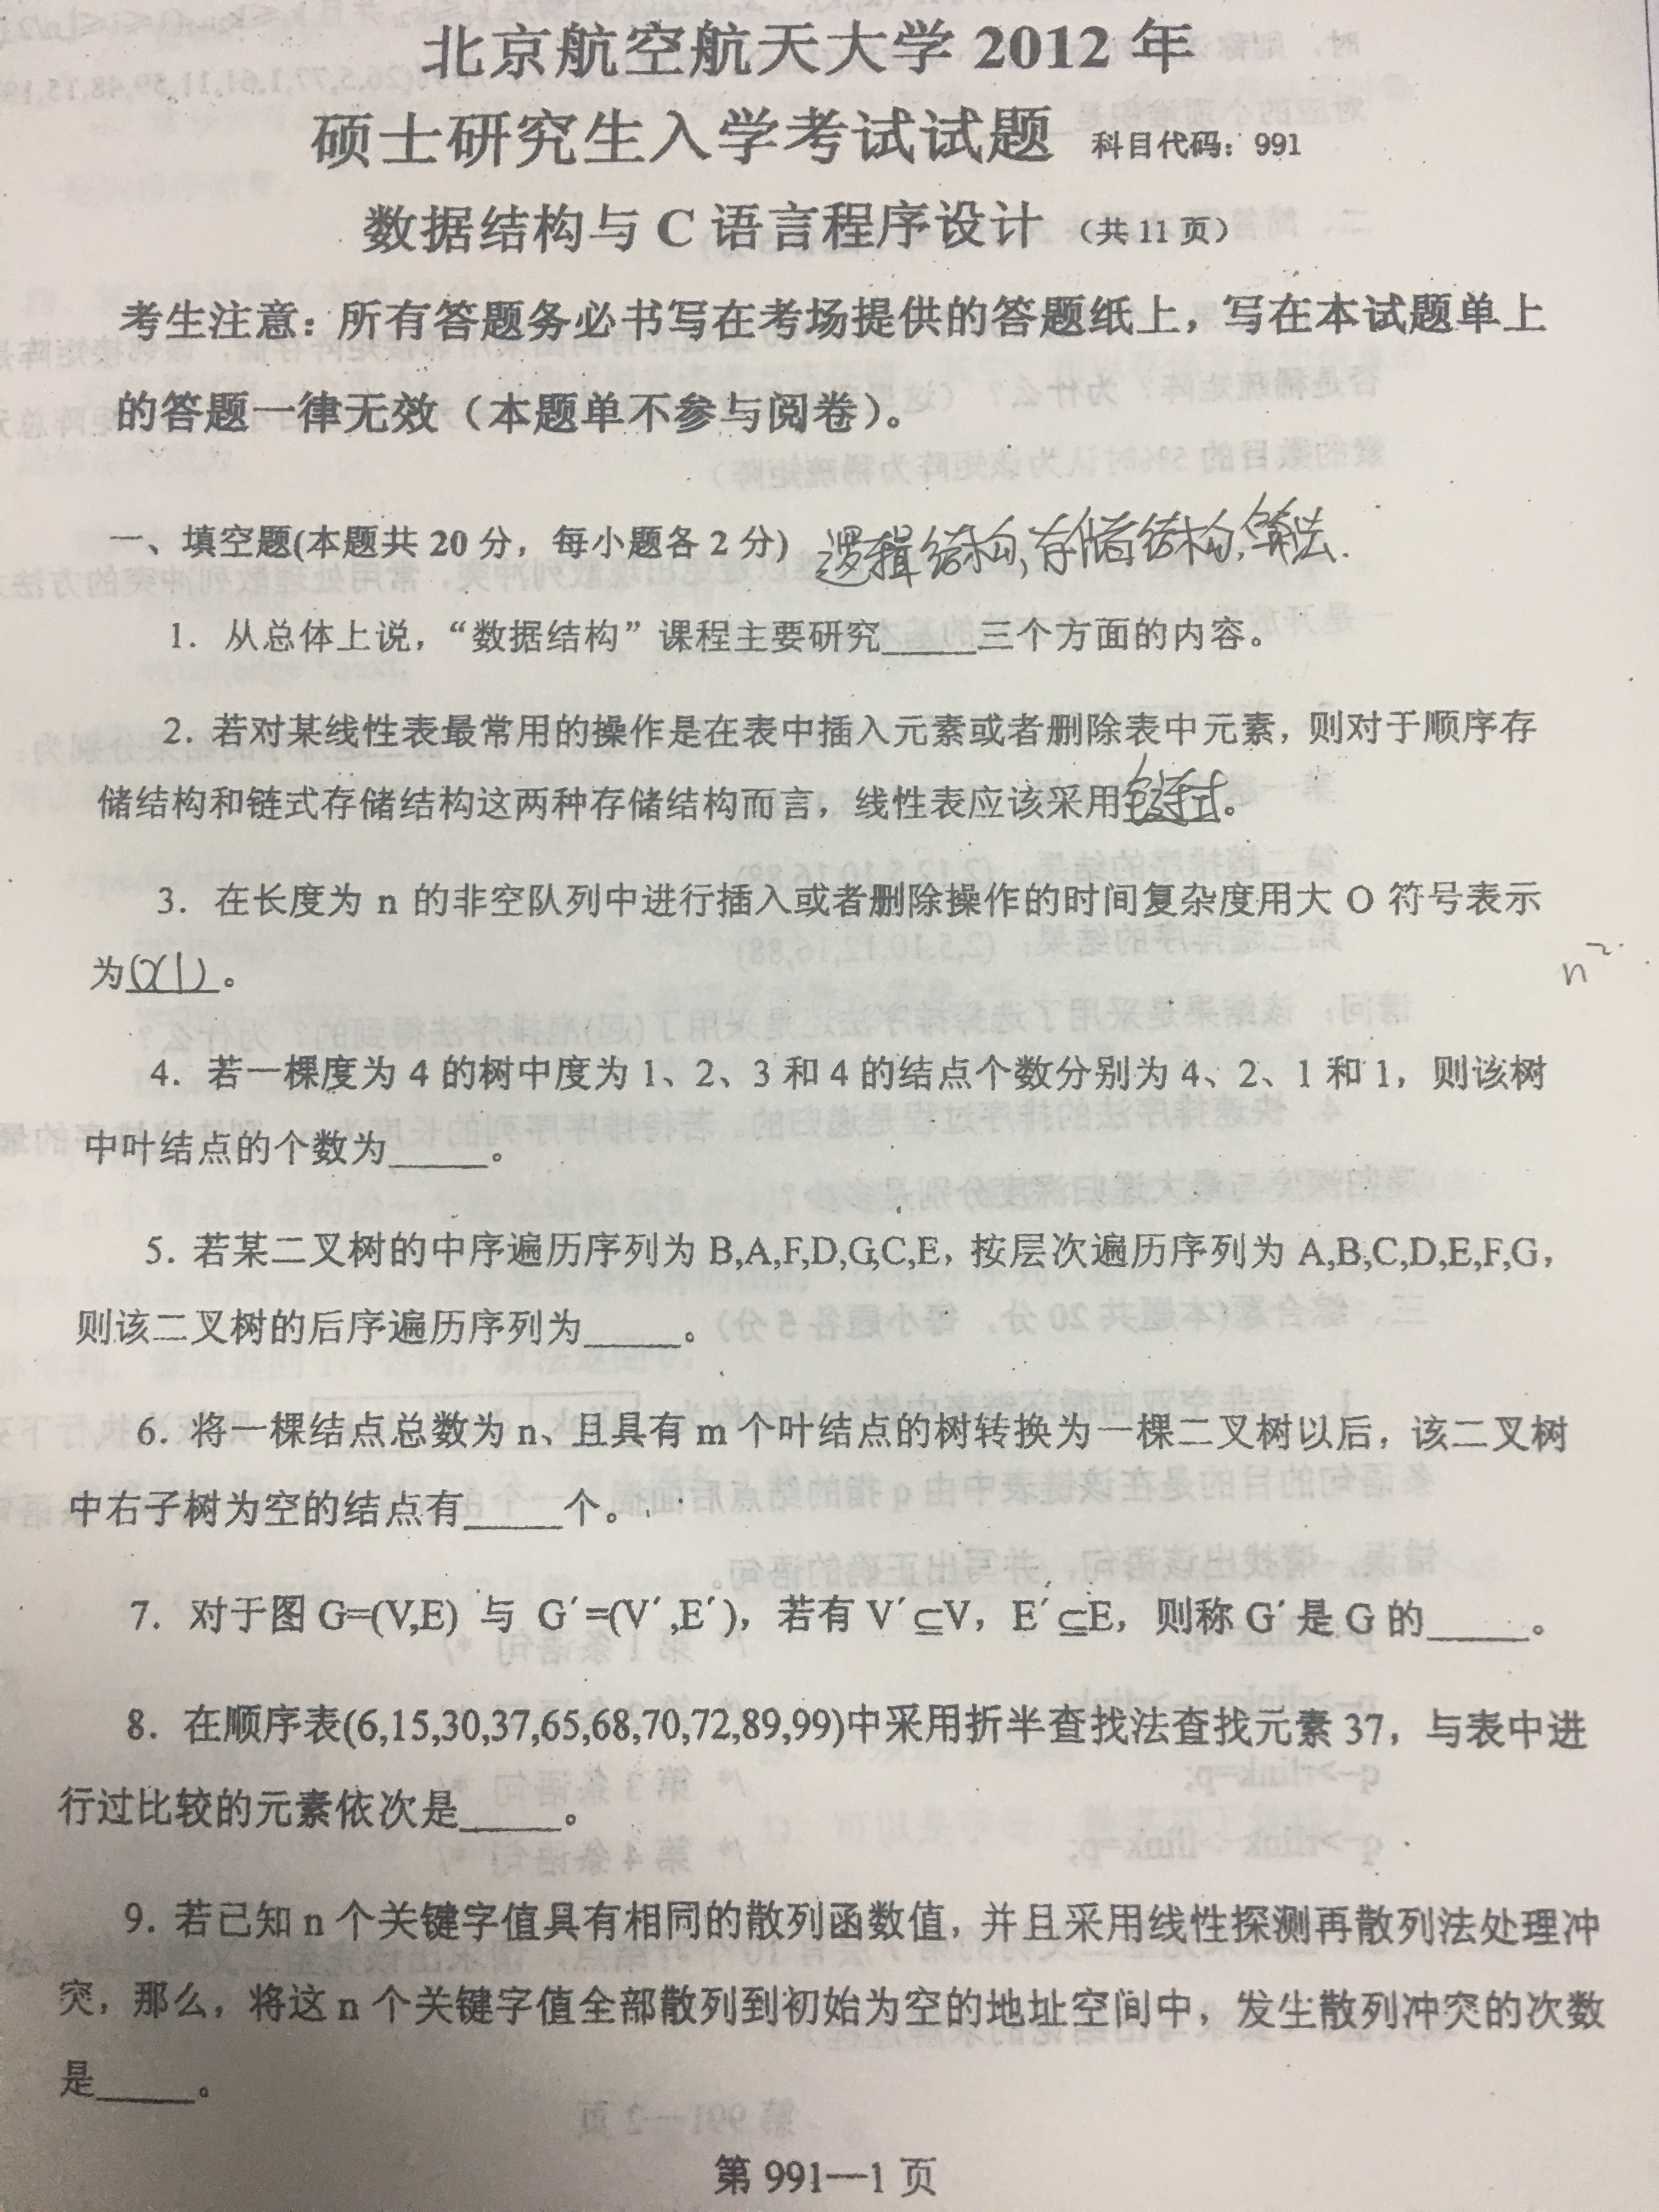 北京航空航天大学 2012 年
硕士研究生入学考试试题 科目代码：991
数据结构与 C 语言程序设计 （共 11 页）
考生注意：所有答题务必书写在考场提供的答题纸上，写在本试题单上
的答题一律无效（本题单不参与阅卷）。
一、填空题(本题共 20 分，每小题各 2 分) 逻辑结构,存储结构,算法.
1. 从总体上说，“数据结构”课程主要研究_____三个方面的内容。
2. 若对某线性表最常用的操作是在表中插入元素或者删除表中元素，则对于顺序存
储结构和链式存储结构这两种存储结构而言，线性表应该采用链式。
3. 在长度为 n 的非空队列中进行插入或者删除操作的时间复杂度用大 O 符号表示
为O(1)。
n²
4. 若一棵度为 4 的树中度为 1、2、3 和 4 的结点个数分别为 4、2、1 和 1，则该树
中叶结点的个数为_____。
5. 若某二叉树的中序遍历序列为 B,A,F,D,G,C,E，按层次遍历序列为 A,B,C,D,E,F,G，
则该二叉树的后序遍历序列为_____。
6. 将一棵结点总数为 n、且具有 m 个叶结点的树转换为一棵二叉树以后，该二叉树
中右子树为空的结点有_____个。
7. 对于图 G=(V,E) 与 G′=(V′,E′)，若有 V′⊆V，E′⊆E，则称 G′是 G 的_____。
8. 在顺序表(6,15,30,37,65,68,70,72,89,99)中采用折半查找法查找元素 37，与表中进
行过比较的元素依次是_____。
9. 若已知 n 个关键字值具有相同的散列函数值，并且采用线性探测再散列法处理冲
突，那么，将这 n 个关键字值全部散列到初始为空的地址空间中，发生散列冲突的次数
是_____。
第 991—1 页